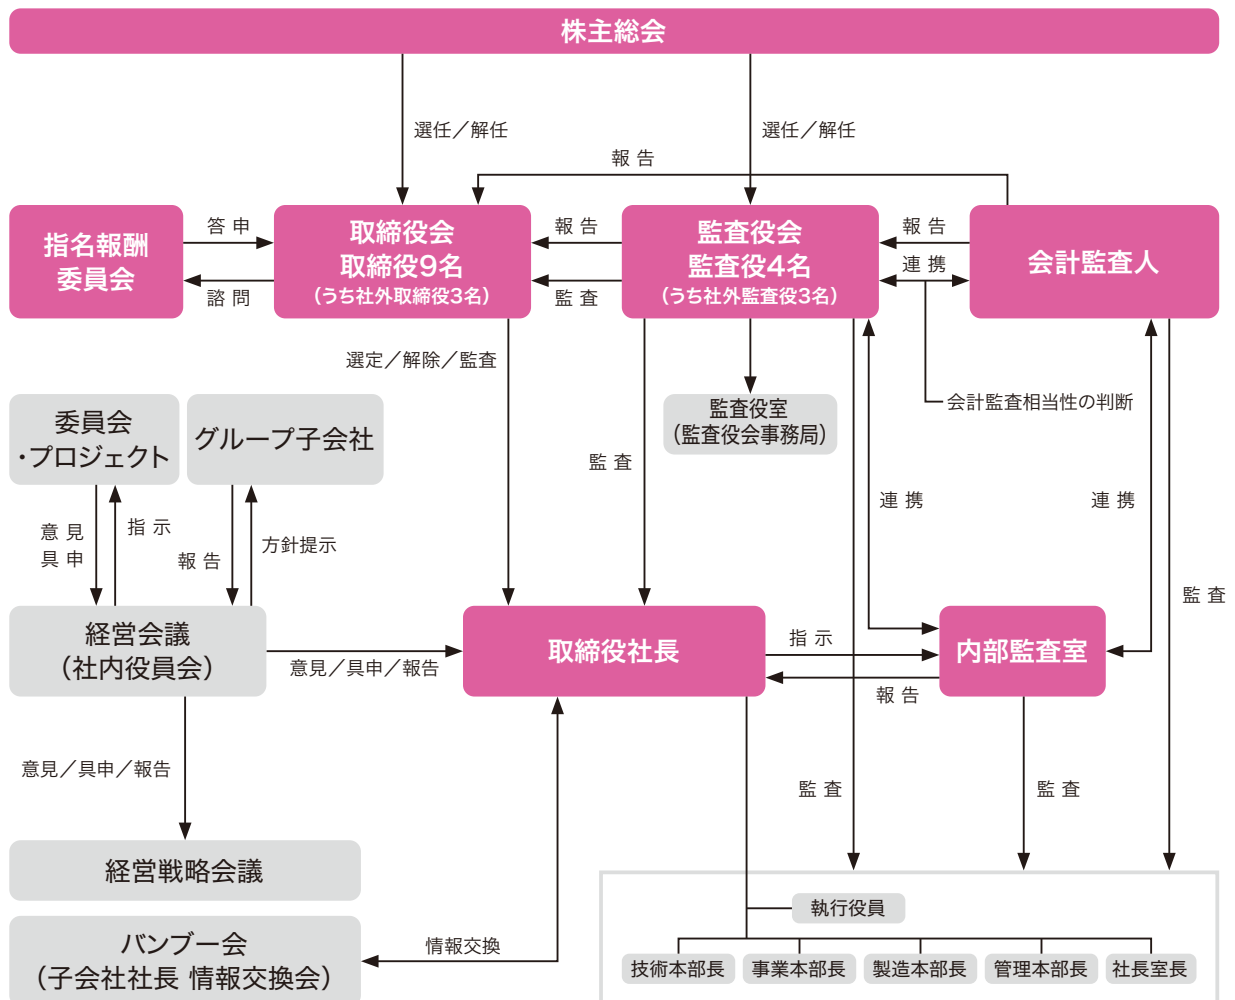 株主総会
選任／解任
選任／解任
報 告
指名報酬
委員会
答 申
諮 問
取締役会
取締役9名
（うち社外取締役3名）
報 告
監 査
監査役会
監査役4名
（うち社外監査役3名）
報 告
連 携
会計監査人
選定／解除／監査
会計監査相当性の判断
委員会
・プロジェクト
グループ子会社
監査役室
（監査役会事務局）
監 査
連 携
連 携
意 見
具 申
指 示
報 告
方針提示
監 査
経営会議
（社内役員会）
意見／具申／報告
取締役社長
指 示
報 告
内部監査室
意見／具申／報告
監 査
監 査
経営戦略会議
バンブー会
（子会社社長 情報交換会）
情報交換
執行役員
技術本部長
事業本部長
製造本部長
管理本部長
社長室長